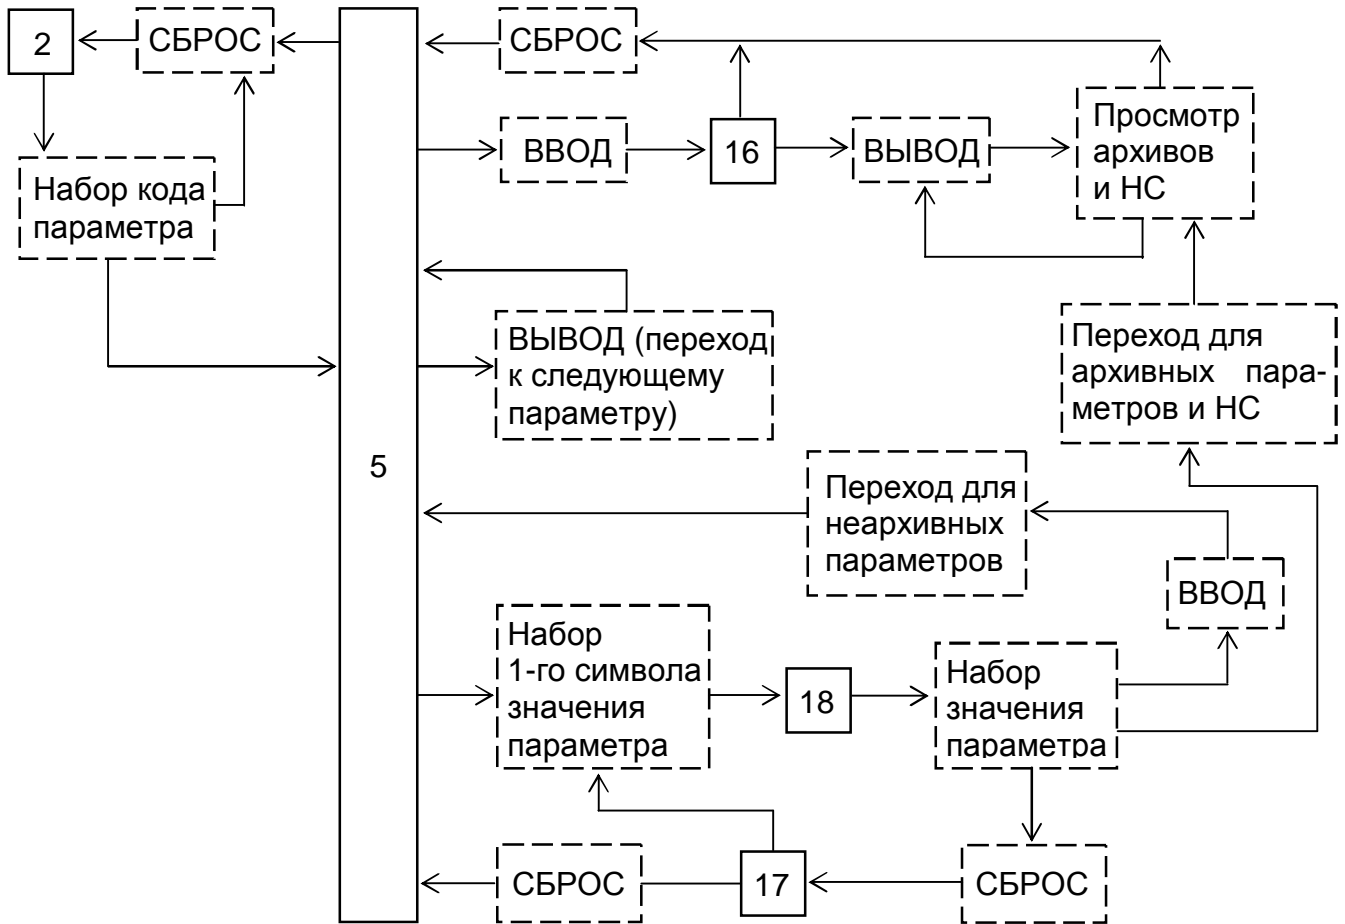 2
СБРОС
СБРОС
ВВОД
16
ВЫВОД
Просмотр
архивов
и НС
Набор кода
параметра
ВЫВОД (переход
к следующему
параметру)
Переход для
архивных пара-
метров и НС
5
Переход для
неархивных
параметров
ВВОД
Набор
1-го символа
значения
параметра
18
Набор
значения
параметра
СБРОС
17
СБРОС